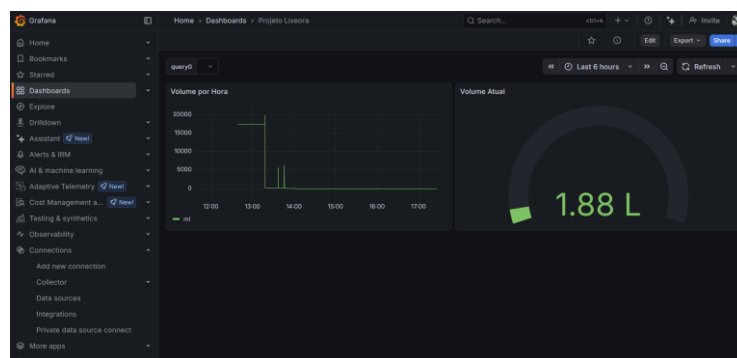 Grafana
Home › Dashboards › Projeto Lixeora
Search...
ctrl+k
Invite
Edit
Export
Share
Home
Bookmarks
Starred
Dashboards
Explore
Drilldown
Assistant New!
Alerts & IRM
AI & machine learning
Adaptive Telemetry New!
Cost Management a... New!
Testing & synthetics
Observability
Connections
Add new connection
Collector
Data sources
Integrations
Private data source connect
More apps
query0
Last 6 hours
Refresh
Volume por Hora
20000
15000
10000
5000
0
12:00 13:00 14:00 15:00 16:00 17:00
ml
Volume Atual
1.88 L